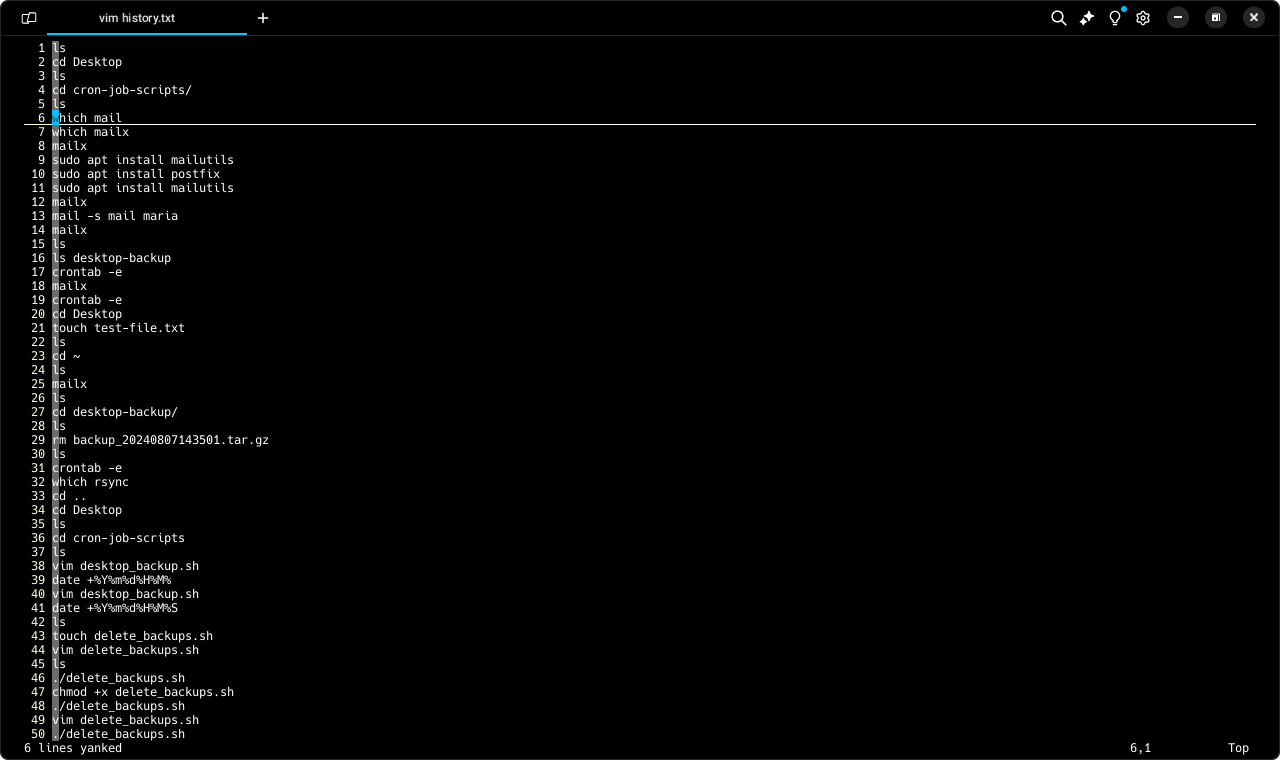 vim history.txt
1 ls
2 cd Desktop
3 ls
4 cd cron-job-scripts/
5 ls
6 which mail
7 which mailx
8 mailx
9 sudo apt install mailutils
10 sudo apt install postfix
11 sudo apt install mailutils
12 mailx
13 mail -s mail maria
14 mailx
15 ls
16 ls desktop-backup
17 crontab -e
18 mailx
19 crontab -e
20 cd Desktop
21 touch test-file.txt
22 ls
23 cd ~
24 ls
25 mailx
26 ls
27 cd desktop-backup/
28 ls
29 rm backup_20240807143501.tar.gz
30 ls
31 crontab -e
32 which rsync
33 cd ..
34 cd Desktop
35 ls
36 cd cron-job-scripts
37 ls
38 vim desktop_backup.sh
39 date +%Y%m%d%H%M%
40 vim desktop_backup.sh
41 date +%Y%m%d%H%M%S
42 ls
43 touch delete_backups.sh
44 vim delete_backups.sh
45 ls
46 ./delete_backups.sh
47 chmod +x delete_backups.sh
48 ./delete_backups.sh
49 vim delete_backups.sh
50 ./delete_backups.sh
6 lines yanked 6,1 Top